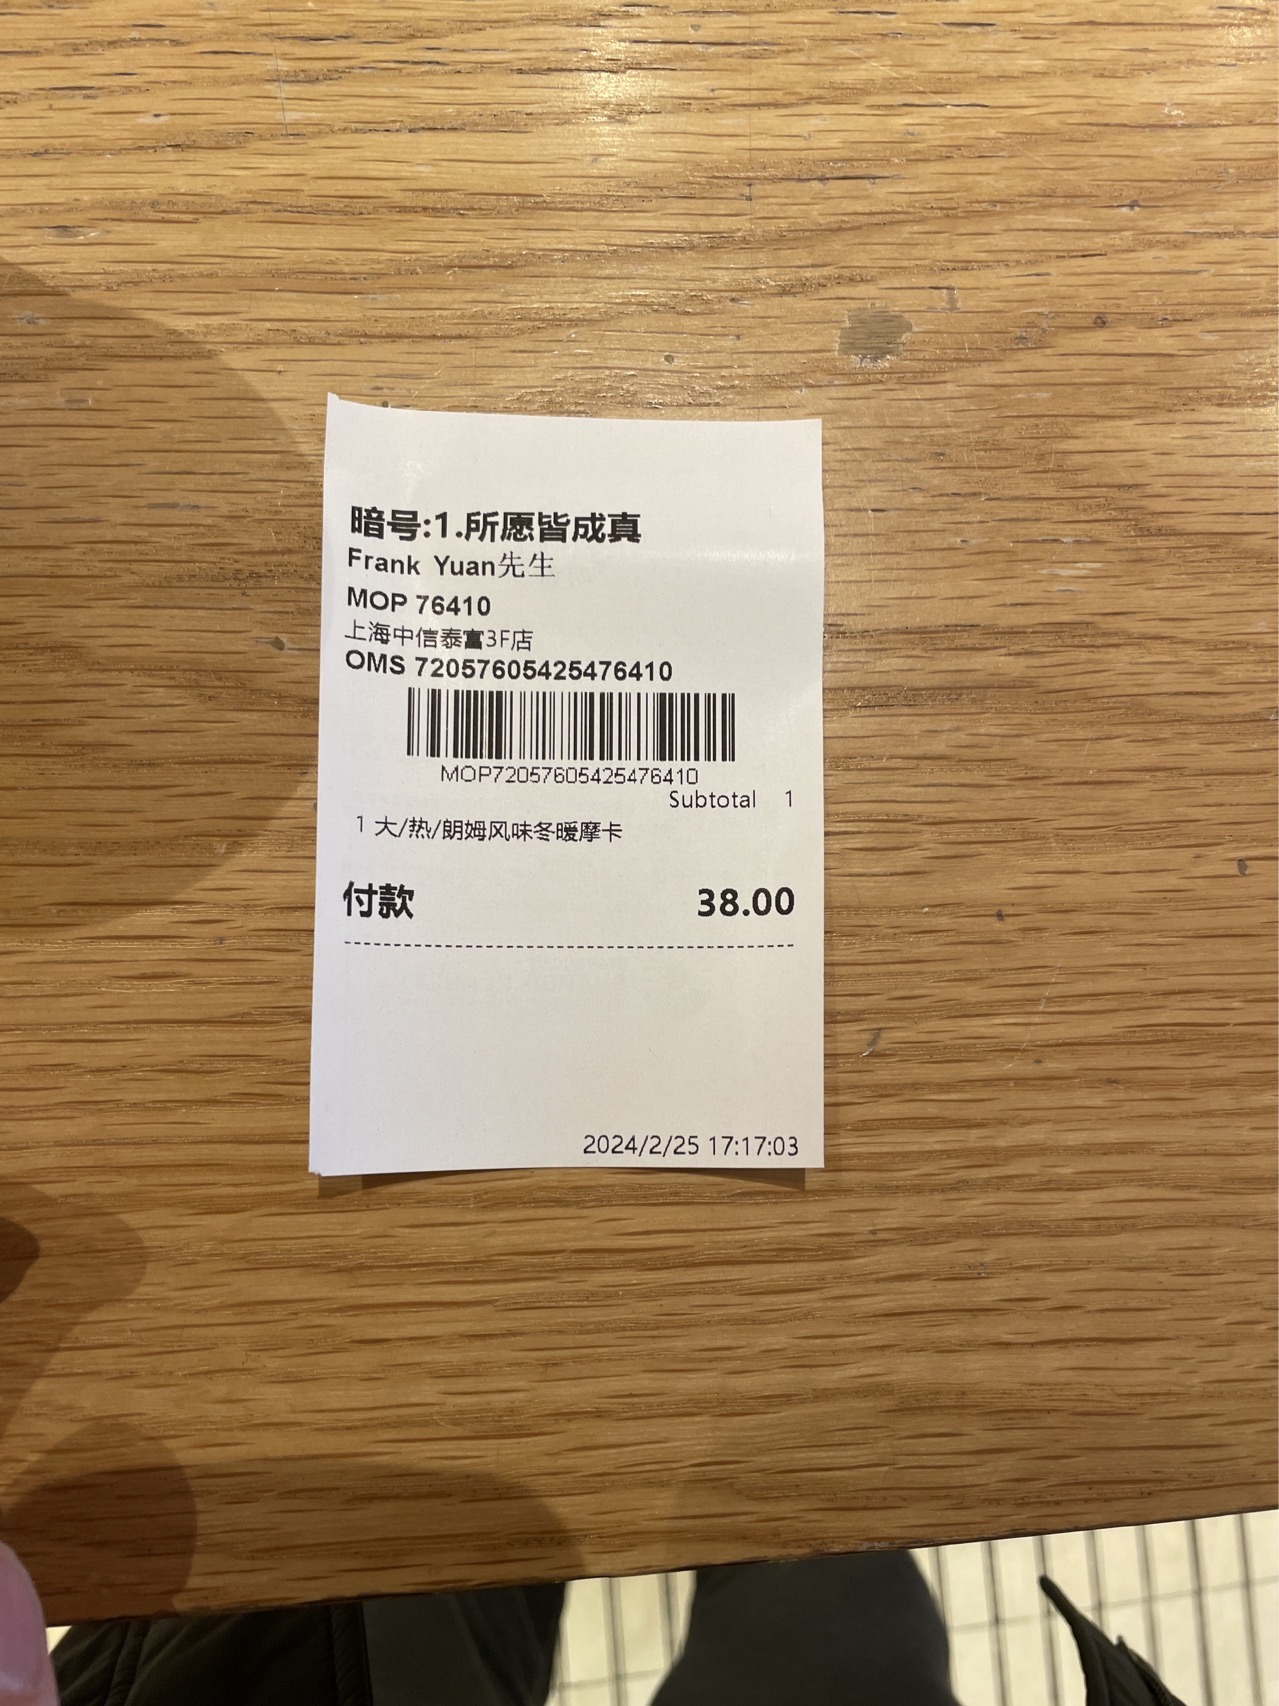 暗号:1.所愿皆成真
Frank Yuan先生
MOP 76410
上海中信泰富3F店
OMS 72057605425476410
MOP72057605425476410
Subtotal 1
1 大/热/朗姆风味冬暖摩卡
付款 38.00
2024/2/25 17:17:03